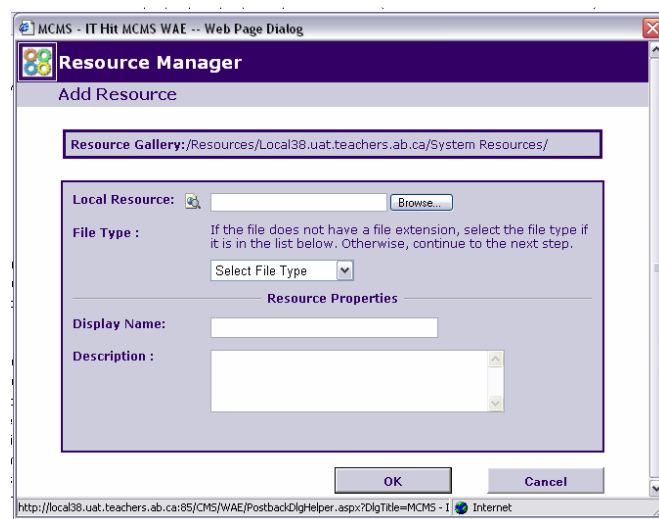 MCMS - IT Hit MCMS WAE -- Web Page Dialog
Resource Manager
Add Resource
Resource Gallery:/Resources/Local38.uat.teachers.ab.ca/System Resources/
Local Resource: Browse...
File Type : If the file does not have a file extension, select the file type if
it is in the list below. Otherwise, continue to the next step.
Select File Type
Resource Properties
Display Name:
Description :
OK Cancel
http://local38.uat.teachers.ab.ca:85/CMS/WAE/PostbackDlgHelper.aspx?DlgTitle=MCMS - I Internet